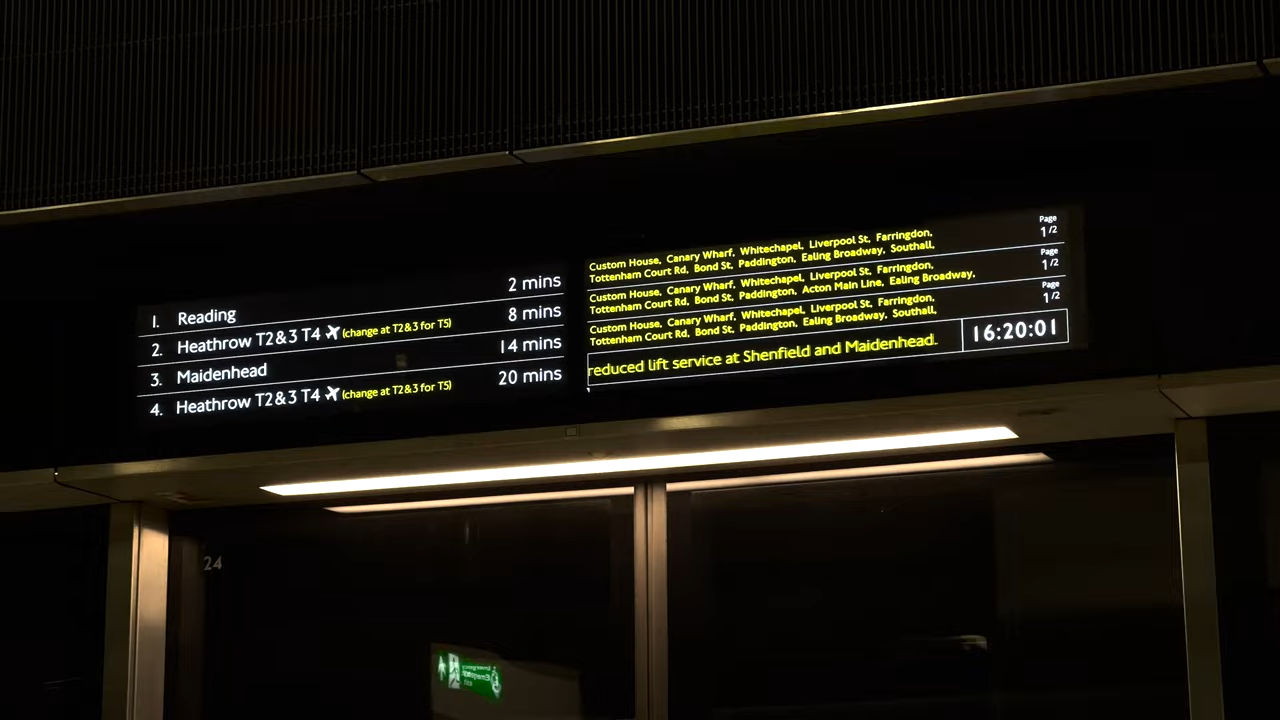 1. Reading 2 mins
2. Heathrow T2&3 T4 (change at T2&3 for T5) 8 mins
3. Maidenhead 14 mins
4. Heathrow T2&3 T4 (change at T2&3 for T5) 20 mins
Page
Custom House, Canary Wharf, Whitechapel, Liverpool St, Farringdon, 1/2
Tottenham Court Rd, Bond St, Paddington, Ealing Broadway, Southall,
Page
Custom House, Canary Wharf, Whitechapel, Liverpool St, Farringdon, 1/2
Tottenham Court Rd, Bond St, Paddington, Acton Main Line, Ealing Broadway,
Page
Custom House, Canary Wharf, Whitechapel, Liverpool St, Farringdon, 1/2
Tottenham Court Rd, Bond St, Paddington, Ealing Broadway, Southall,
reduced lift service at Shenfield and Maidenhead. 16:20:01
24